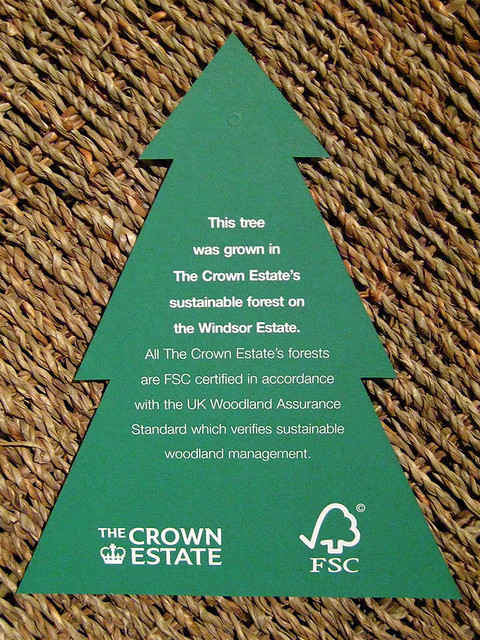 This tree
was grown in
The Crown Estate's
sustainable forest on
the Windsor Estate.
All The Crown Estate's forests
are FSC certified in accordance
with the UK Woodland Assurance
Standard which verifies sustainable
woodland management.
THE CROWN
ESTATE
©
FSC